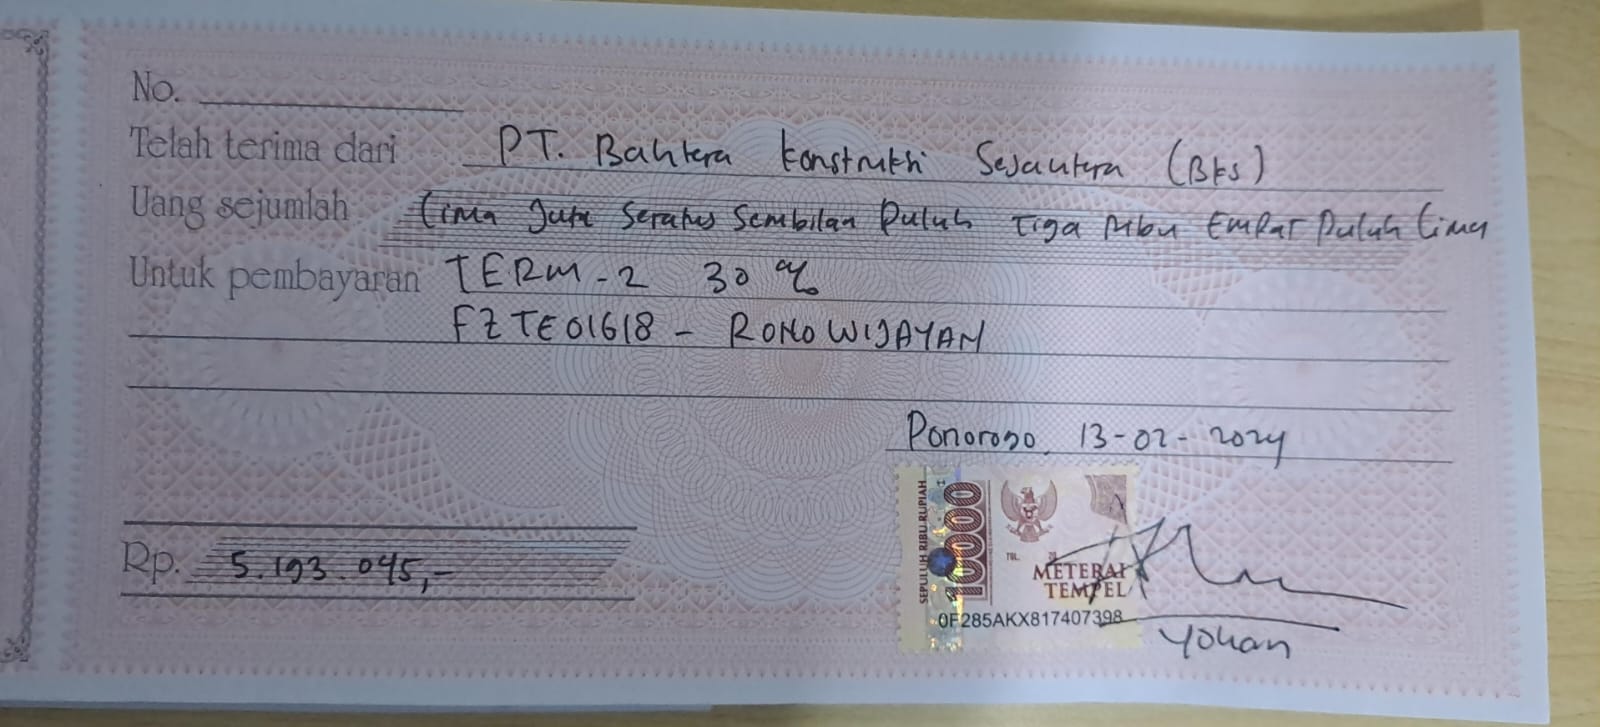 No.
Telah terima dari PT. Bahtera Konstruksi Sejahtera (BKS)
Uang sejumlah Lima Juta Seratus Sembilan Puluh Tiga Ribu Empat Puluh Lima
Untuk pembayaran TERM-2 30%
FZTE01618 - RONOWIJAYAN
Ponorogo, 13-02-2024
Rp. 5.193.045,-
SEPULUH RIBU RUPIAH
10000
TGL. 20
METERAI
TEMPEL
0F285AKX817407398
Yohan